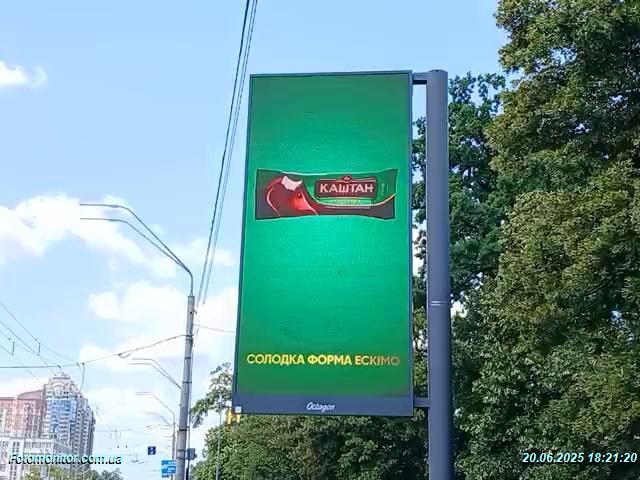 КАШТАН
СОЛОДКА ФОРМА ЕСКІМО
Octagon
Fotomonitor.com.ua
20.06.2025 18:21:20